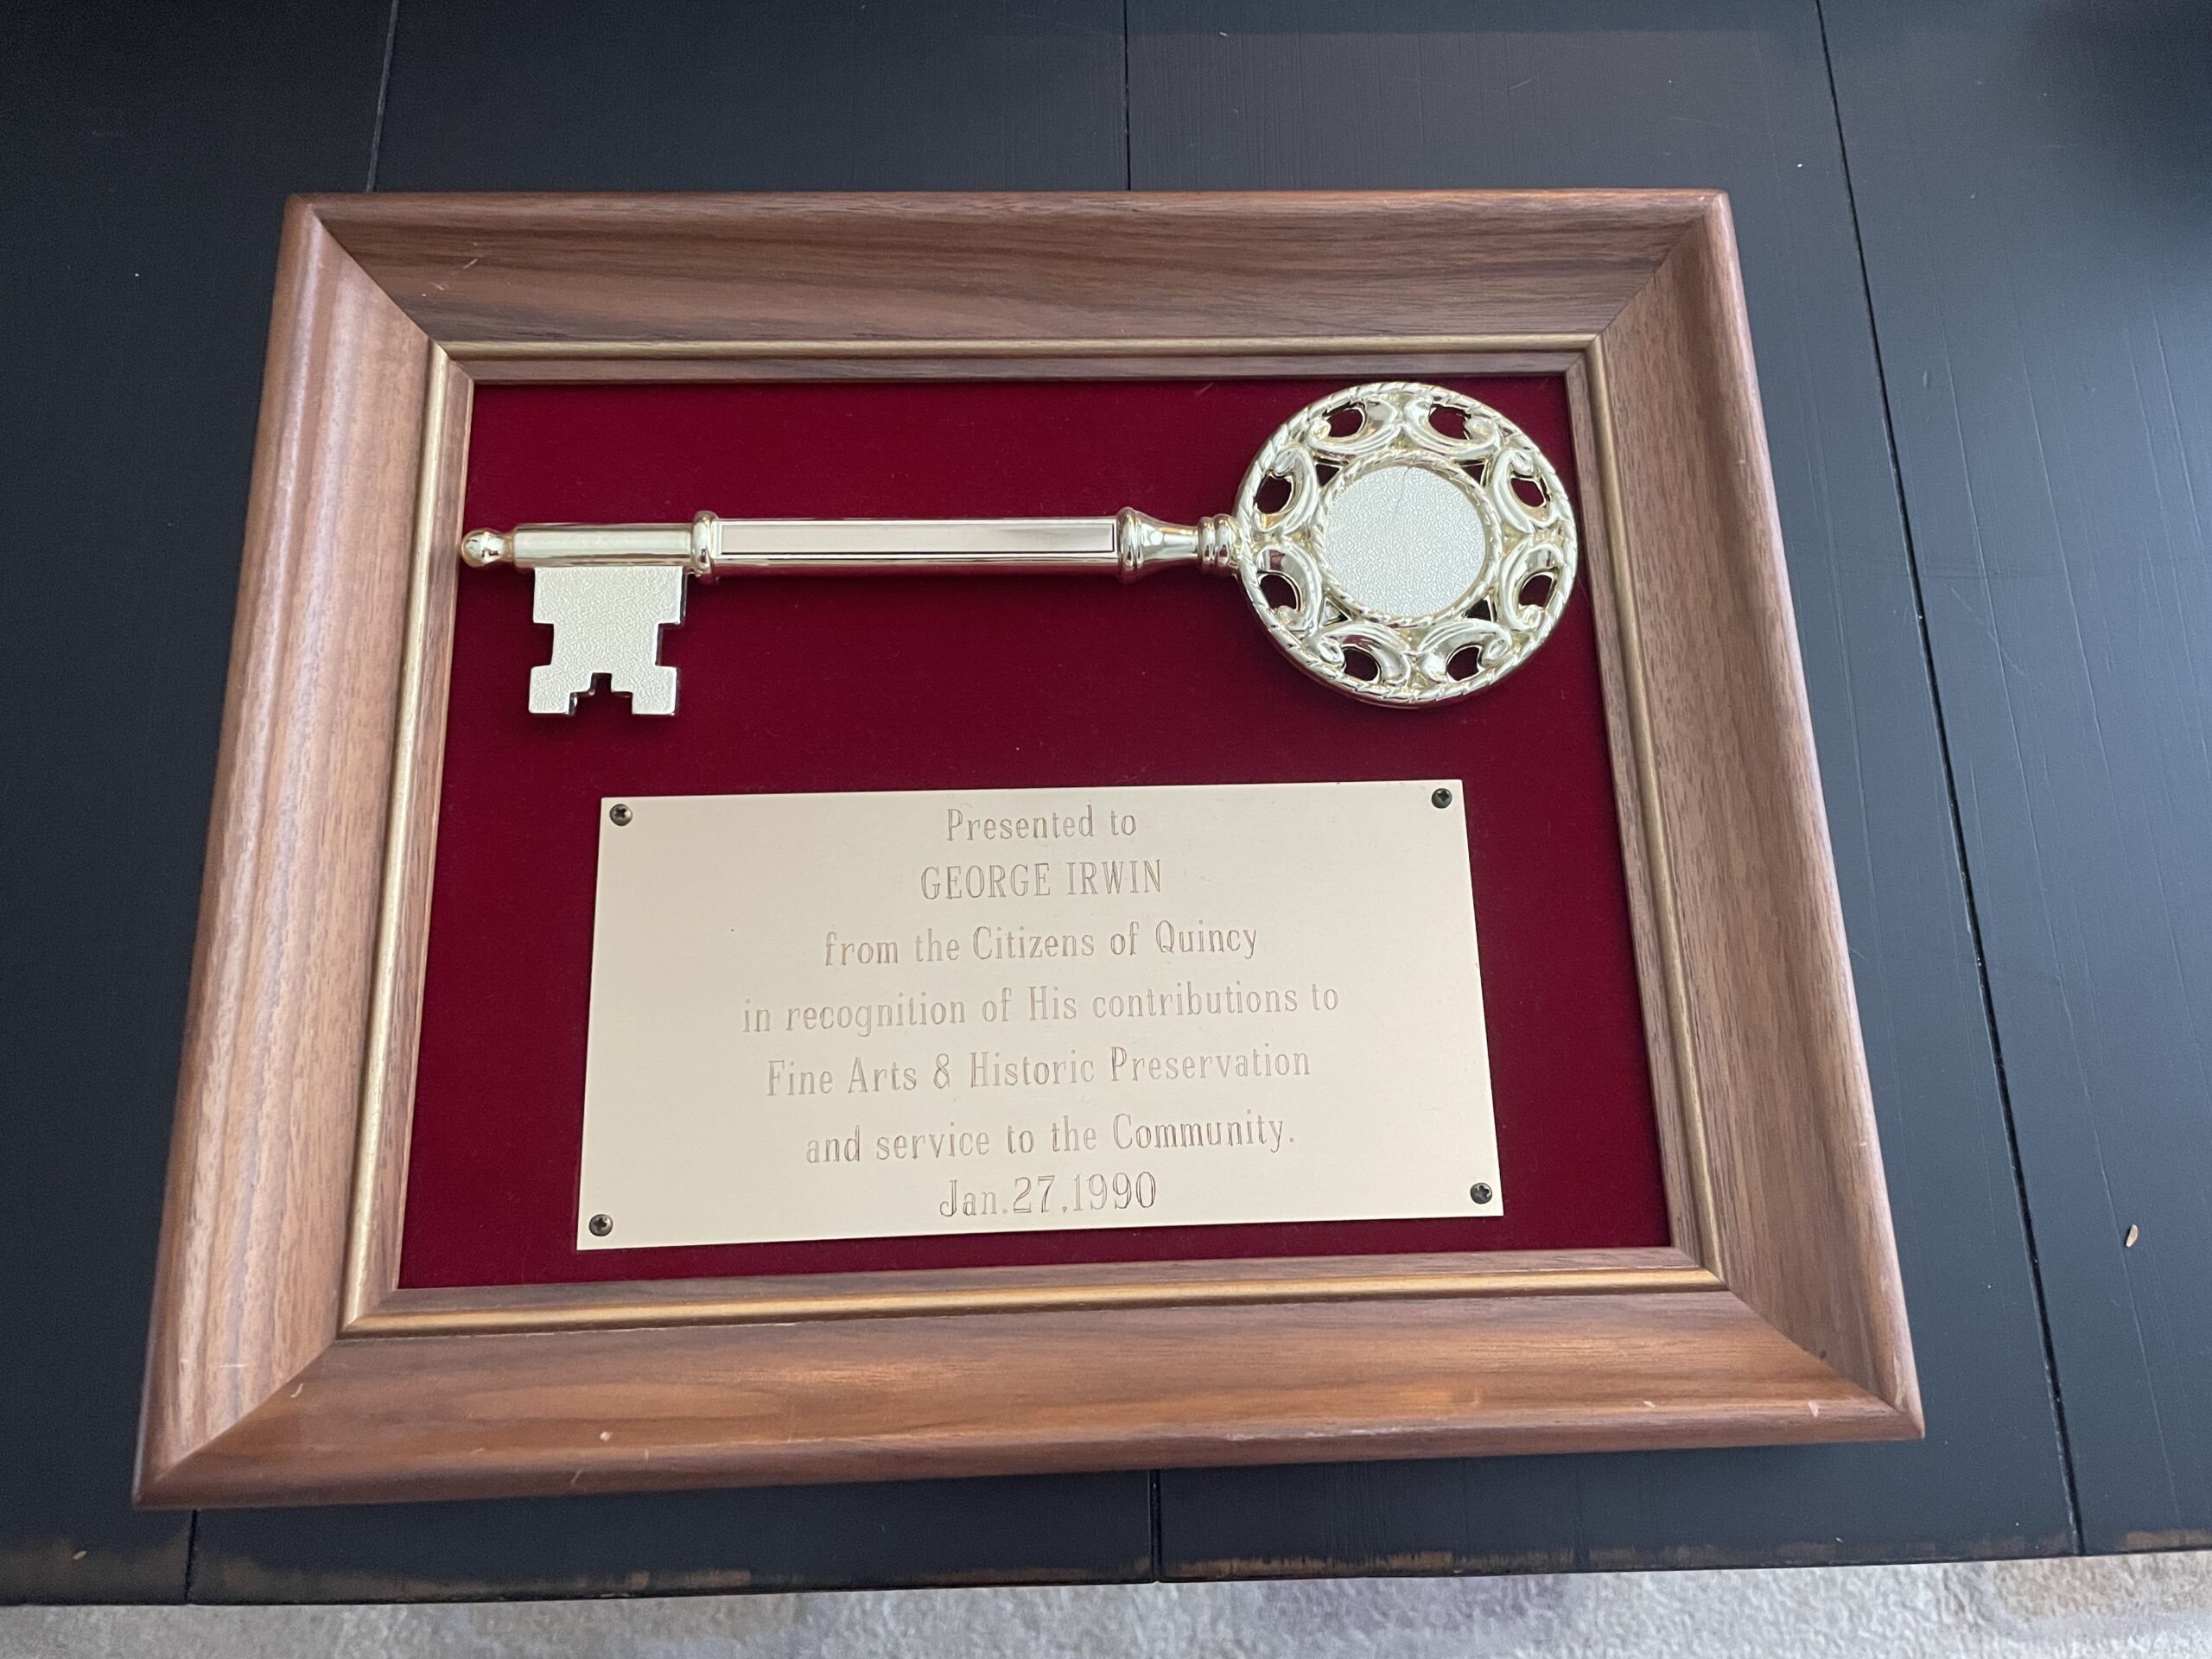 Presented to
GEORGE IRWIN
from the Citizens of Quincy
in recognition of His contributions to
Fine Arts & Historic Preservation
and service to the Community.
Jan.27,1990